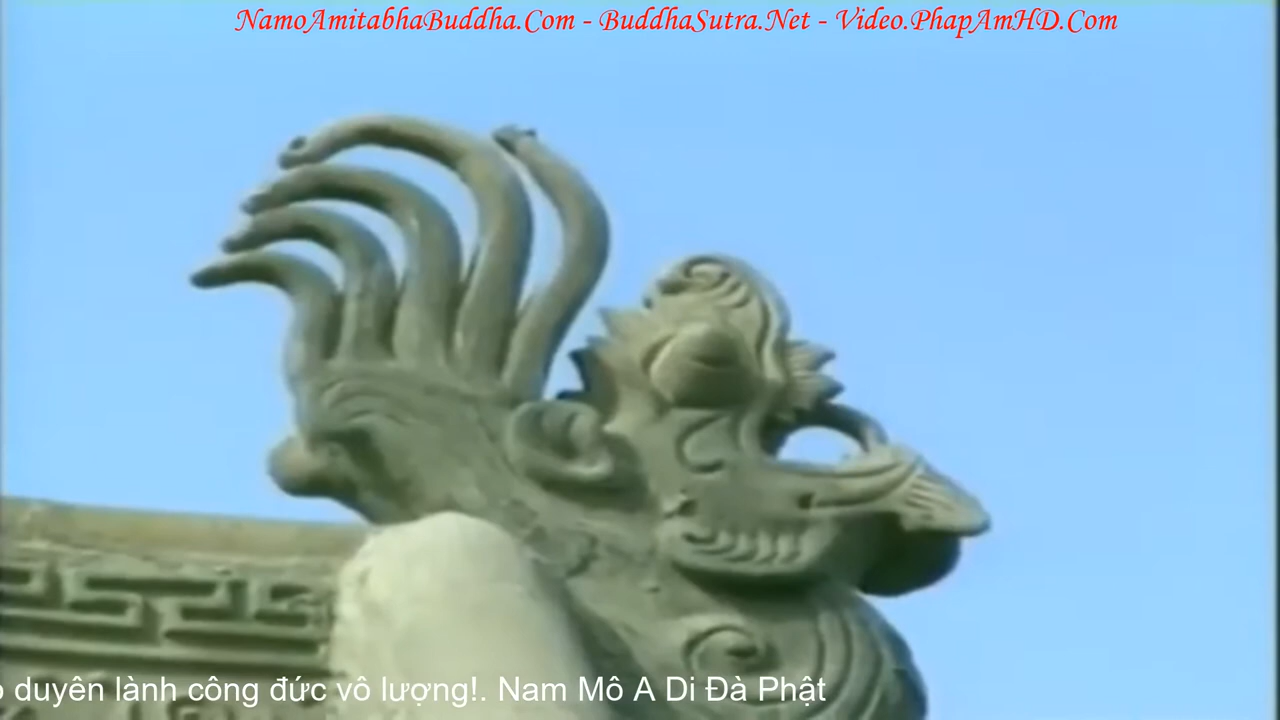 NamoAmitabhaBuddha.Com - BuddhaSutra.Net - Video.PhapAmHD.Com
duyên lành công đức vô lượng!. Nam Mô A Di Đà Phật